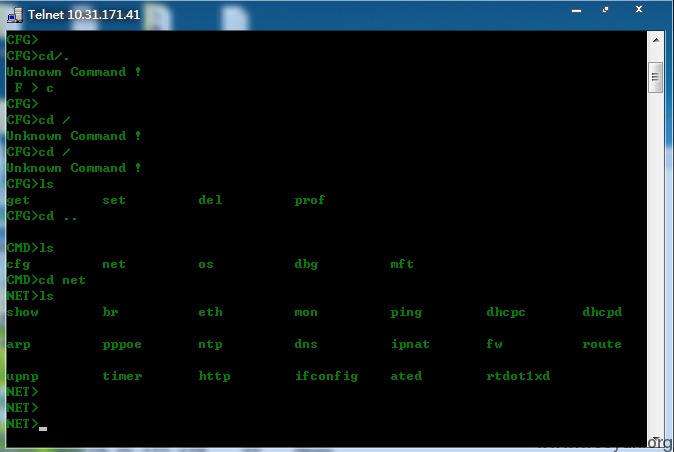 Telnet 10.31.171.41
CFG>
CFG>cd/.
Unknown Command !
F > c
CFG>
CFG>cd /
Unknown Command !
CFG>cd /
Unknown Command !
CFG>ls
get set del prof
CFG>cd ..
CMD>ls
cfg net os dbg mft
CMD>cd net
NET>ls
show br eth mon ping dhcpc dhcpd
arp pppoe ntp dns ipnat fw route
upnp timer http ifconfig ated rtdot1xd
NET>
NET>
NET>